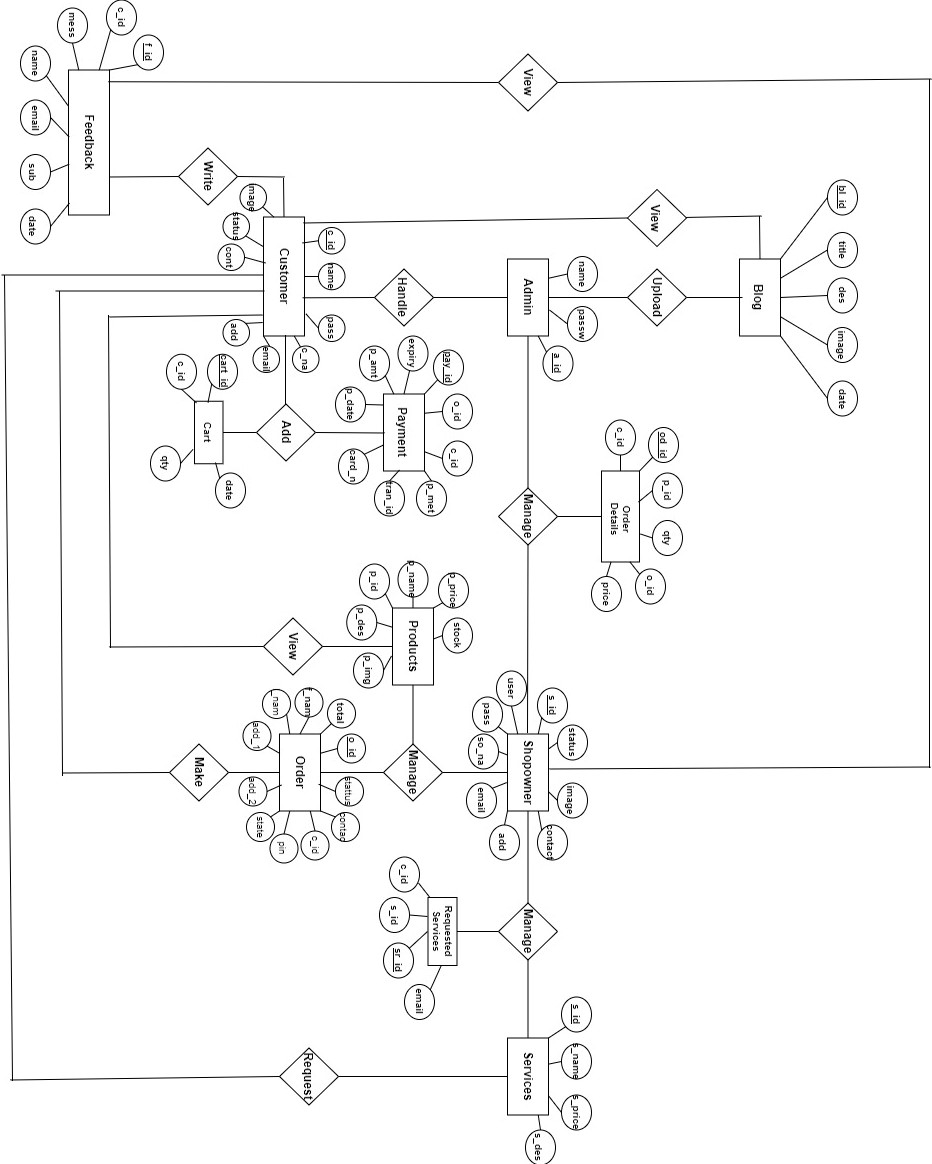 bl_id
title
des
image
date
Blog
View
Upload
od_id
p_id
qty
o_id
c_id
Order
Details
price
name
passw
a_id
Admin
View
Manage
s_id
status
image
contact
user
pass
so_na
email
add
Shopowner
Manage
s_id
s_name
s_price
s_des
Services
Handle
pay_id
o_id
c_id
p_met
expiry
p_amt
p_date
card_n
tran_id
Payment
p_price
stock
p_name
p_id
p_des
p_img
Products
Manage
Requested
Services
c_id
s_id
sr_id
email
c_id
name
pass
c_na
Customer
mage
status
cont
add
email
Add
View
total
o_id
stattus
contac
f_nam
_nam
add_1
add_2
state
pin
c_id
Order
Request
Write
cart_id
c_id
Cart
qty
date
Make
f_id
c_id
mess
name
email
sub
date
Feedback